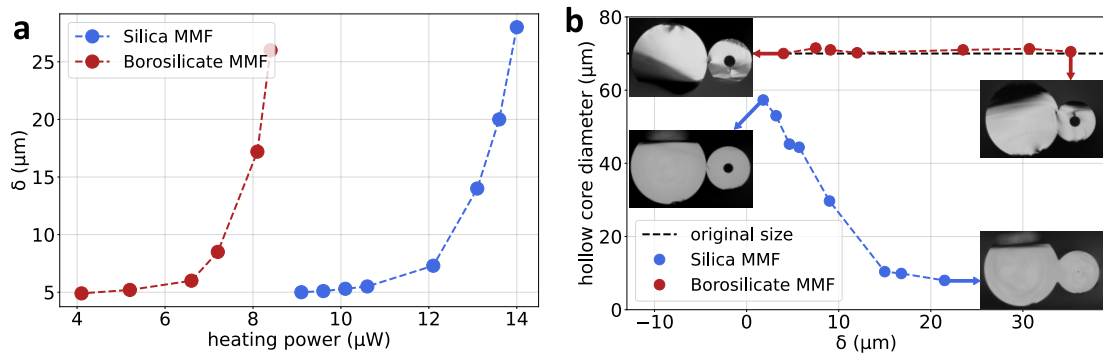 a
Silica MMF
Borosilicate MMF
25
20
15
10
5
δ (μm)
4
6
8
10
12
14
heating power (μW)
b
80
60
40
20
0
hollow core diameter (μm)
original size
Silica MMF
Borosilicate MMF
−10
0
10
20
30
δ (μm)